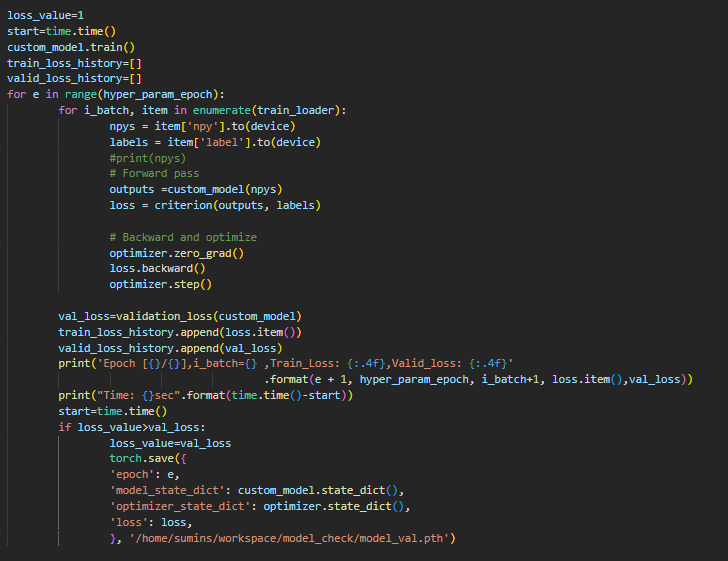 loss_value=1
start=time.time()
custom_model.train()
train_loss_history=[]
valid_loss_history=[]
for e in range(hyper_param_epoch):
        for i_batch, item in enumerate(train_loader):
                npys = item['npy'].to(device)
                labels = item['label'].to(device)
                #print(npys)
                # Forward pass
                outputs =custom_model(npys)
                loss = criterion(outputs, labels)

                # Backward and optimize
                optimizer.zero_grad()
                loss.backward()
                optimizer.step()

        val_loss=validation_loss(custom_model)
        train_loss_history.append(loss.item())
        valid_loss_history.append(val_loss)
        print('Epoch [{}/{}],i_batch={} ,Train_Loss: {:.4f},Valid_loss: {:.4f}'
                                        .format(e + 1, hyper_param_epoch, i_batch+1, loss.item(),val_loss))
        print("Time: {}sec".format(time.time()-start))
        start=time.time()
        if loss_value>val_loss:
                loss_value=val_loss
                torch.save({
                'epoch': e,
                'model_state_dict': custom_model.state_dict(),
                'optimizer_state_dict': optimizer.state_dict(),
                'loss': loss,
                }, '/home/sumins/workspace/model_check/model_val.pth')